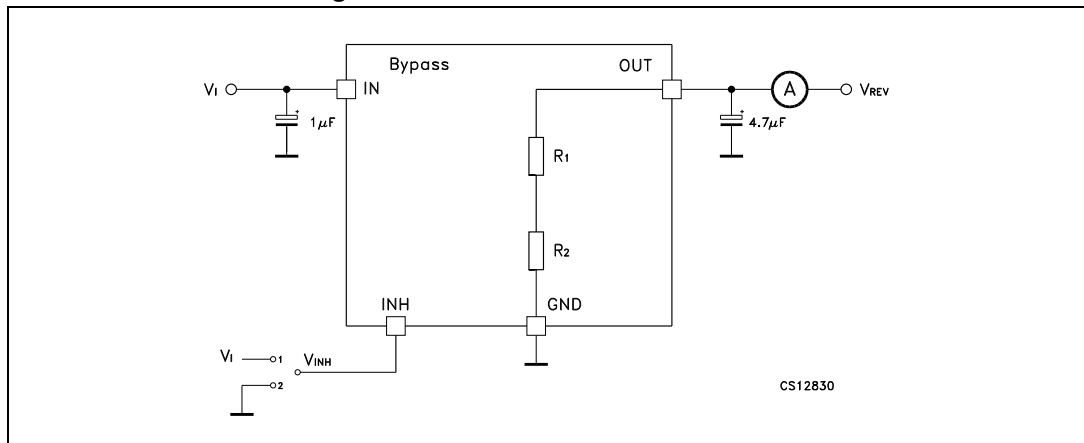 Bypass
OUT
VI
IN
A
VREV
+
1μF
+
4.7μF
R1
R2
INH
GND
VI
1
VINH
2
CS12830